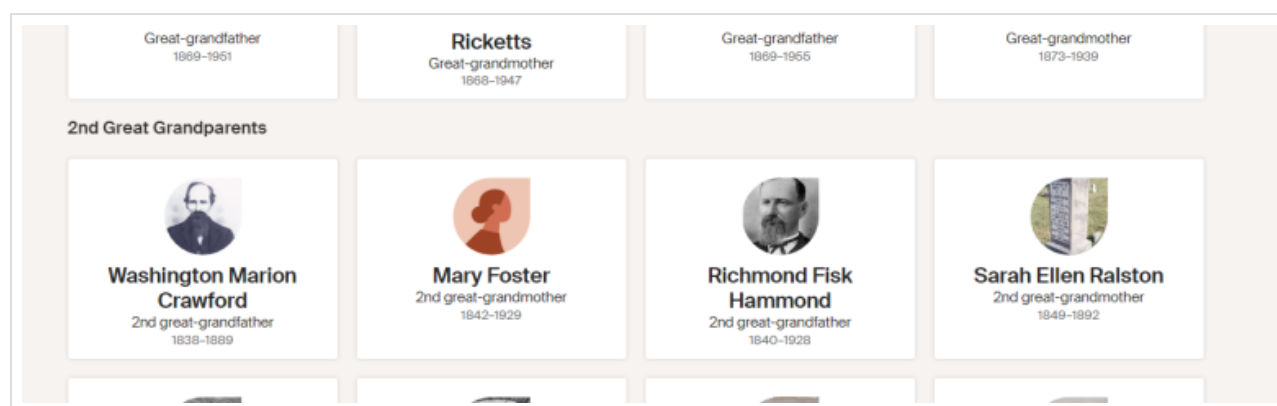 Great-grandfather
1869–1951
Ricketts
Great-grandmother
1868–1947
Great-grandfather
1869–1955
Great-grandmother
1873–1939
2nd Great Grandparents
Washington Marion
Crawford
2nd great-grandfather
1838–1889
Mary Foster
2nd great-grandmother
1842–1929
Richmond Fisk
Hammond
2nd great-grandfather
1840–1928
Sarah Ellen Ralston
2nd great-grandmother
1849–1892